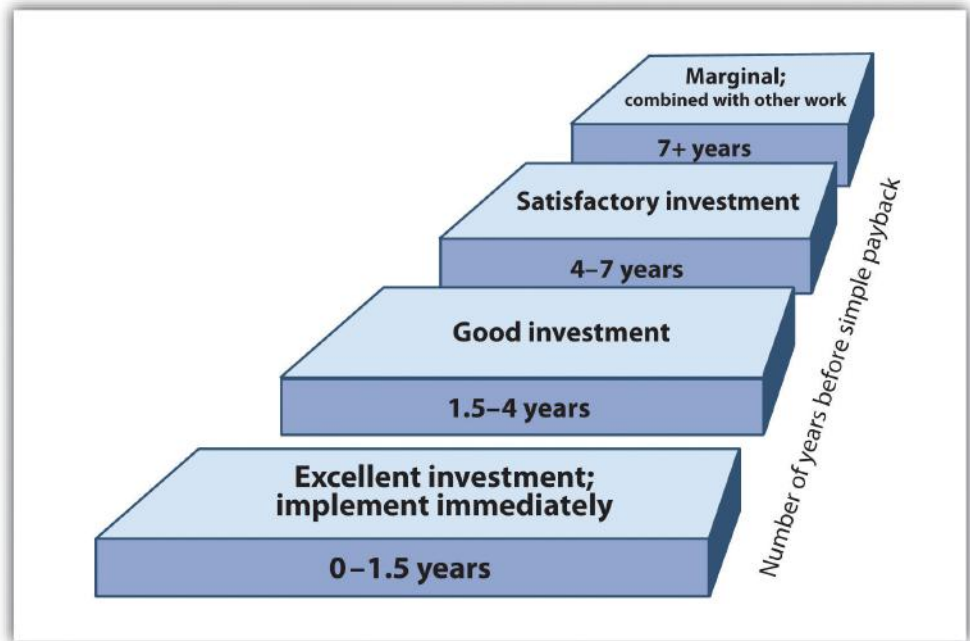 Marginal;
combined with other work
7+ years
Satisfactory investment
4–7 years
Good investment
1.5–4 years
Excellent investment;
implement immediately
0–1.5 years
Number of years before simple payback